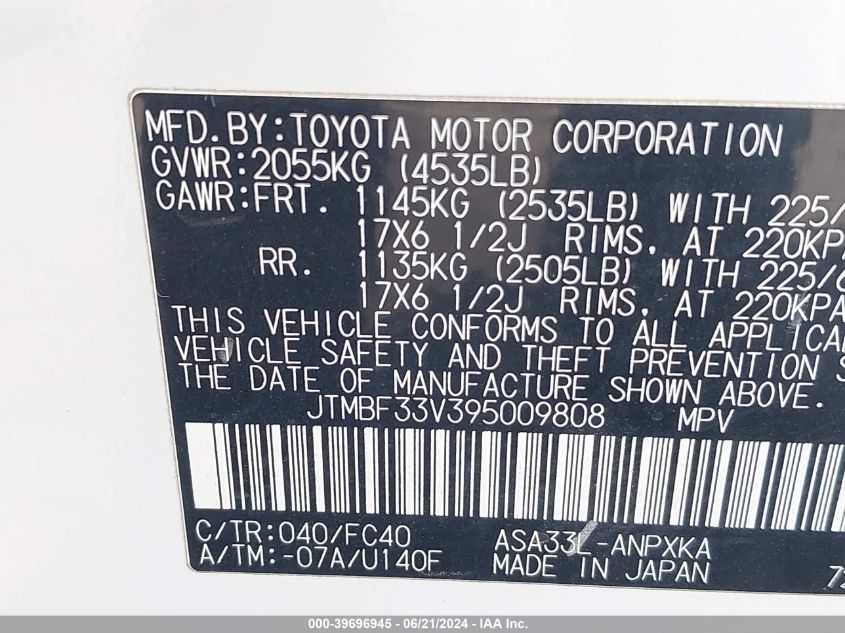 MFD.BY:TOYOTA MOTOR CORPORATION
GVWR:2055KG (4535LB)
GAWR:FRT. 1145KG (2535LB) WITH 225/
17X6 1/2J RIMS, AT 220KPA
RR. 1135KG (2505LB) WITH 225/6
17X6 1/2J RIMS, AT 220KPA
THIS VEHICLE CONFORMS TO ALL APPLICA
VEHICLE SAFETY AND THEFT PREVENTION S
THE DATE OF MANUFACTURE SHOWN ABOVE.
JTMBF33V395009808 MPV
C/TR:040/FC40 ASA33L-ANPXKA
A/TM:-07A/U140F MADE IN JAPAN 72
000-39696945 / 06/21/2024 - IAA Inc.